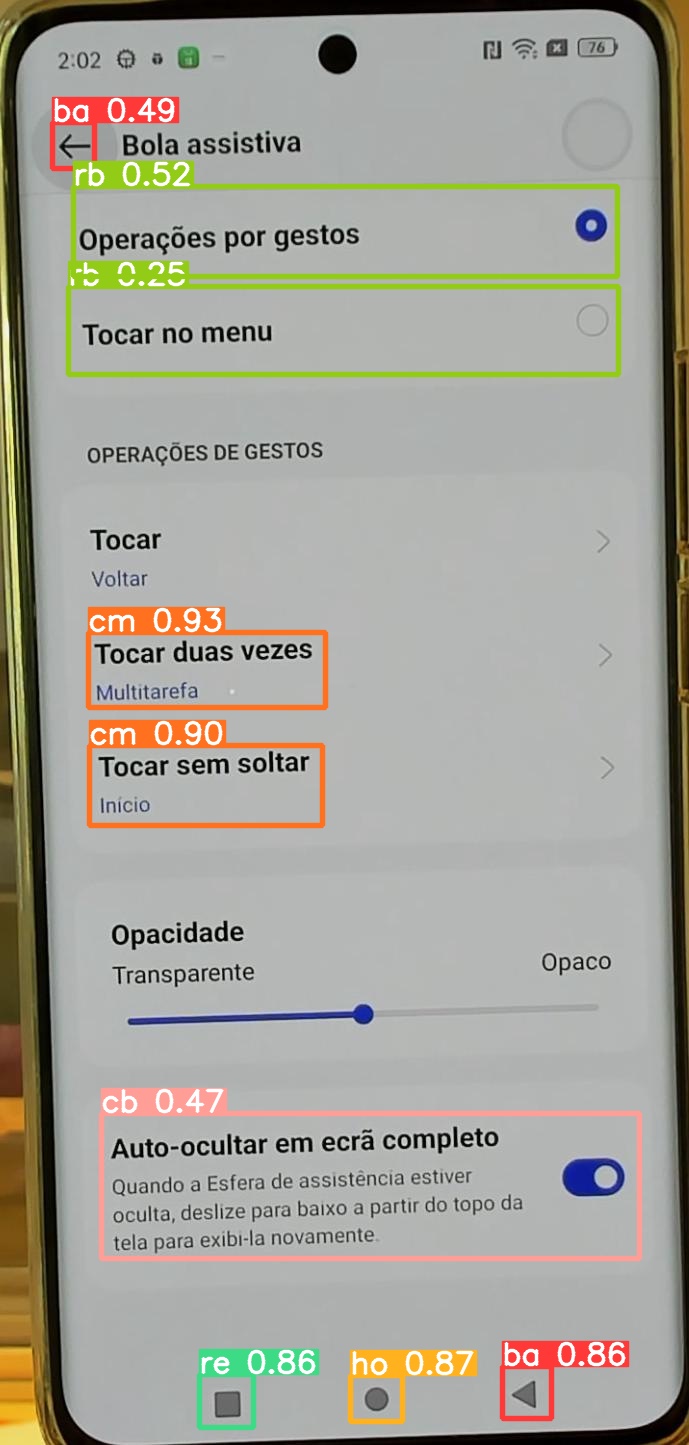 2:02
76
ba 0.49
Bola assistiva
rb 0.52
Operações por gestos
rb 0.25
Tocar no menu
OPERAÇÕES DE GESTOS
Tocar
Voltar
cm 0.93
Tocar duas vezes
Multitarefa
cm 0.90
Tocar sem soltar
Início
Opacidade
Transparente
Opaco
cb 0.47
Auto-ocultar em ecrã completo
Quando a Esfera de assistência estiver
oculta, deslize para baixo a partir do topo da
tela para exibi-la novamente.
re 0.86
ho 0.87
ba 0.86